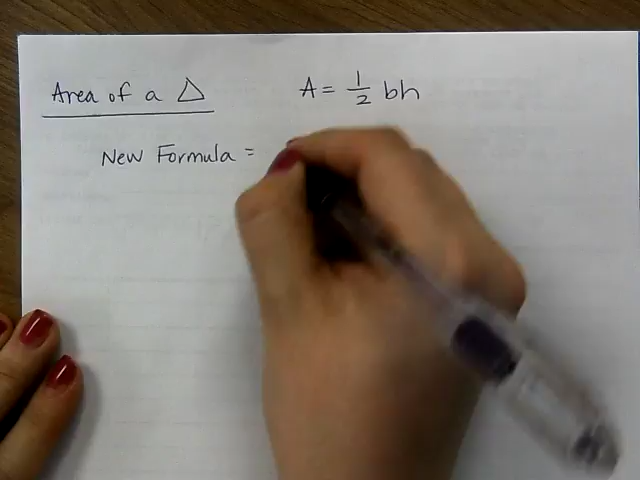 Area of a △ A = 1/2 bh
New Formula =